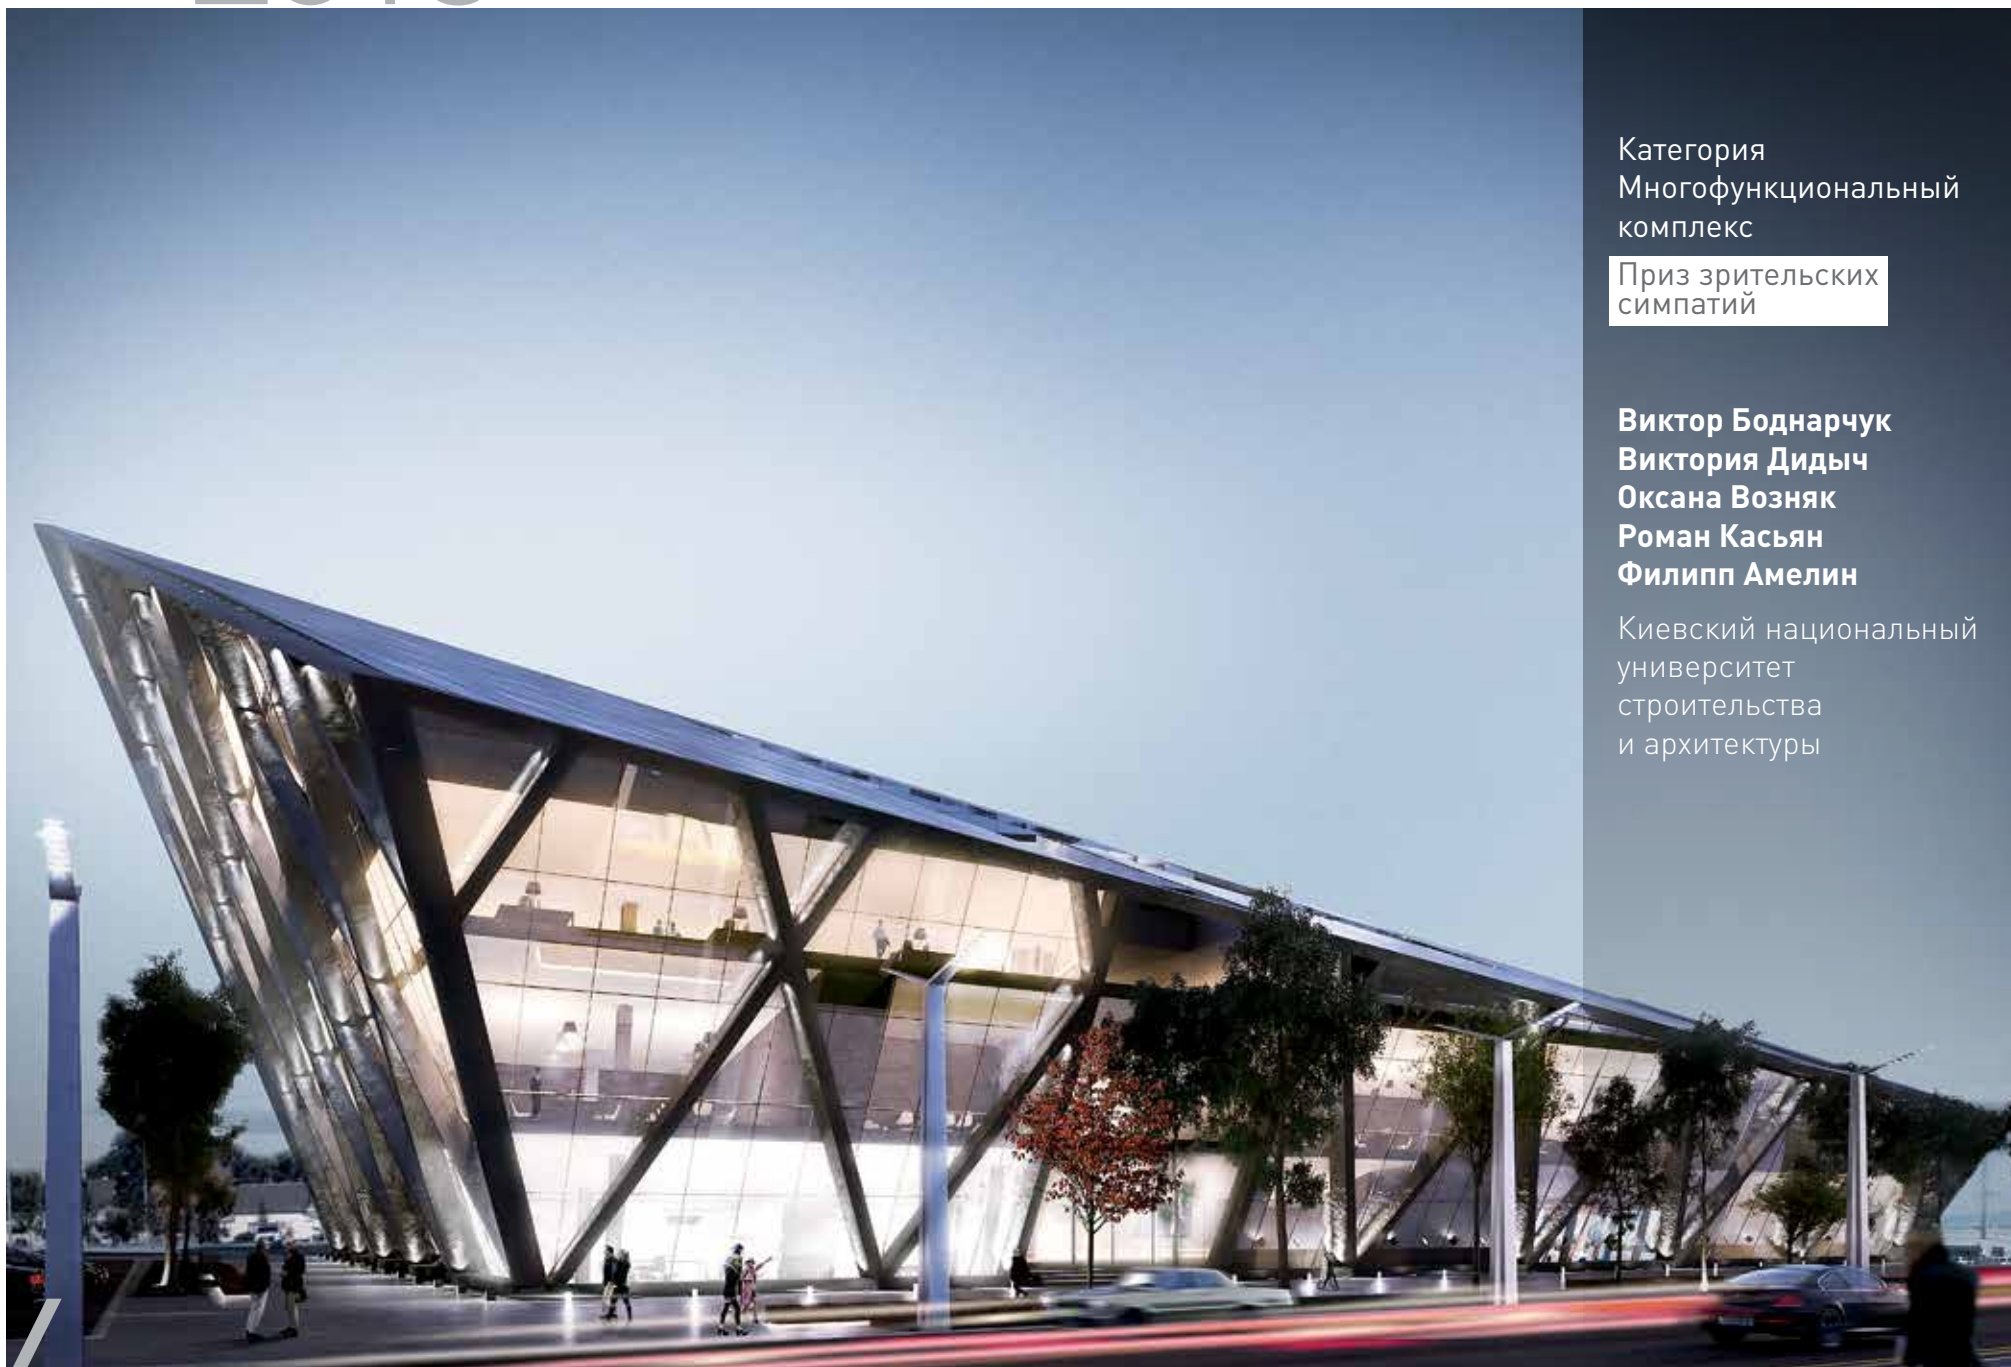 Категория
Многофункциональный
комплекс
Приз зрительских
симпатий
Виктор Боднарчук
Виктория Дидыч
Оксана Возняк
Роман Касьян
Филипп Амелин
Киевский национальный
университет
строительства
и архитектуры